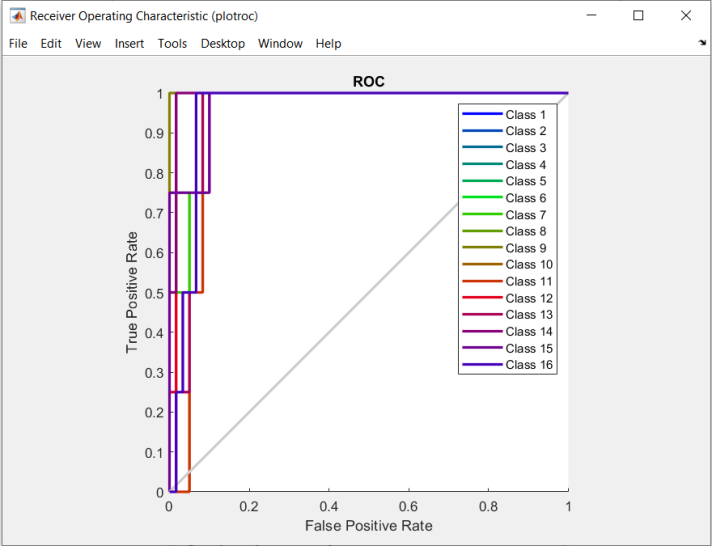 Receiver Operating Characteristic (plotroc)
File Edit View Insert Tools Desktop Window Help
ROC
1
0.9
0.8
0.7
0.6
0.5
0.4
0.3
0.2
0.1
0
True Positive Rate
Class 1
Class 2
Class 3
Class 4
Class 5
Class 6
Class 7
Class 8
Class 9
Class 10
Class 11
Class 12
Class 13
Class 14
Class 15
Class 16
0 0.2 0.4 0.6 0.8 1
False Positive Rate